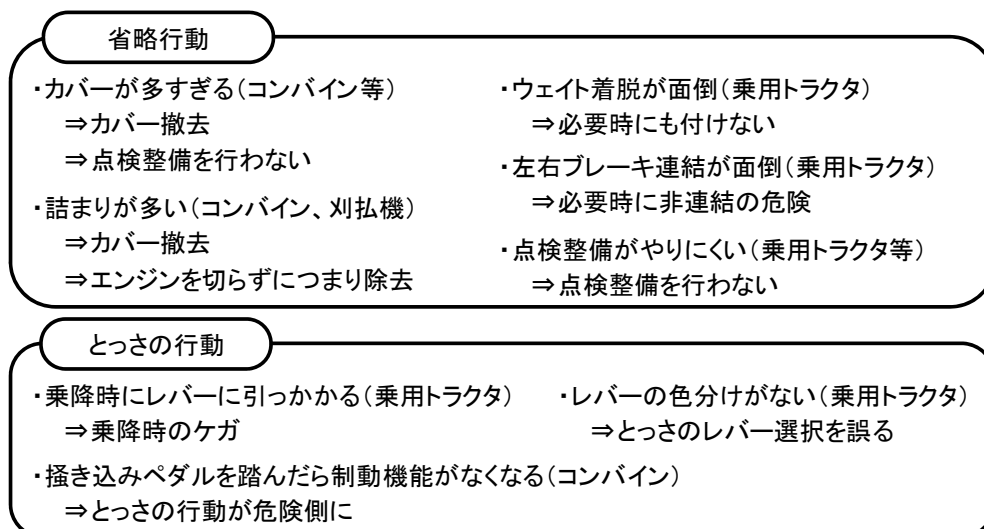 省略行動
・カバーが多すぎる(コンバイン等)
⇒カバー撤去
⇒点検整備を行わない
・詰まりが多い(コンバイン、刈払機)
⇒カバー撤去
⇒エンジンを切らずにつまり除去
・ウェイト着脱が面倒(乗用トラクタ)
⇒必要時にも付けない
・左右ブレーキ連結が面倒(乗用トラクタ)
⇒必要時に非連結の危険
・点検整備がやりにくい(乗用トラクタ等)
⇒点検整備を行わない
とっさの行動
・乗降時にレバーに引っかかる(乗用トラクタ)
⇒乗降時のケガ
・レバーの色分けがない(乗用トラクタ)
⇒とっさのレバー選択を誤る
・掻き込みペダルを踏んだら制動機能がなくなる(コンバイン)
⇒とっさの行動が危険側に